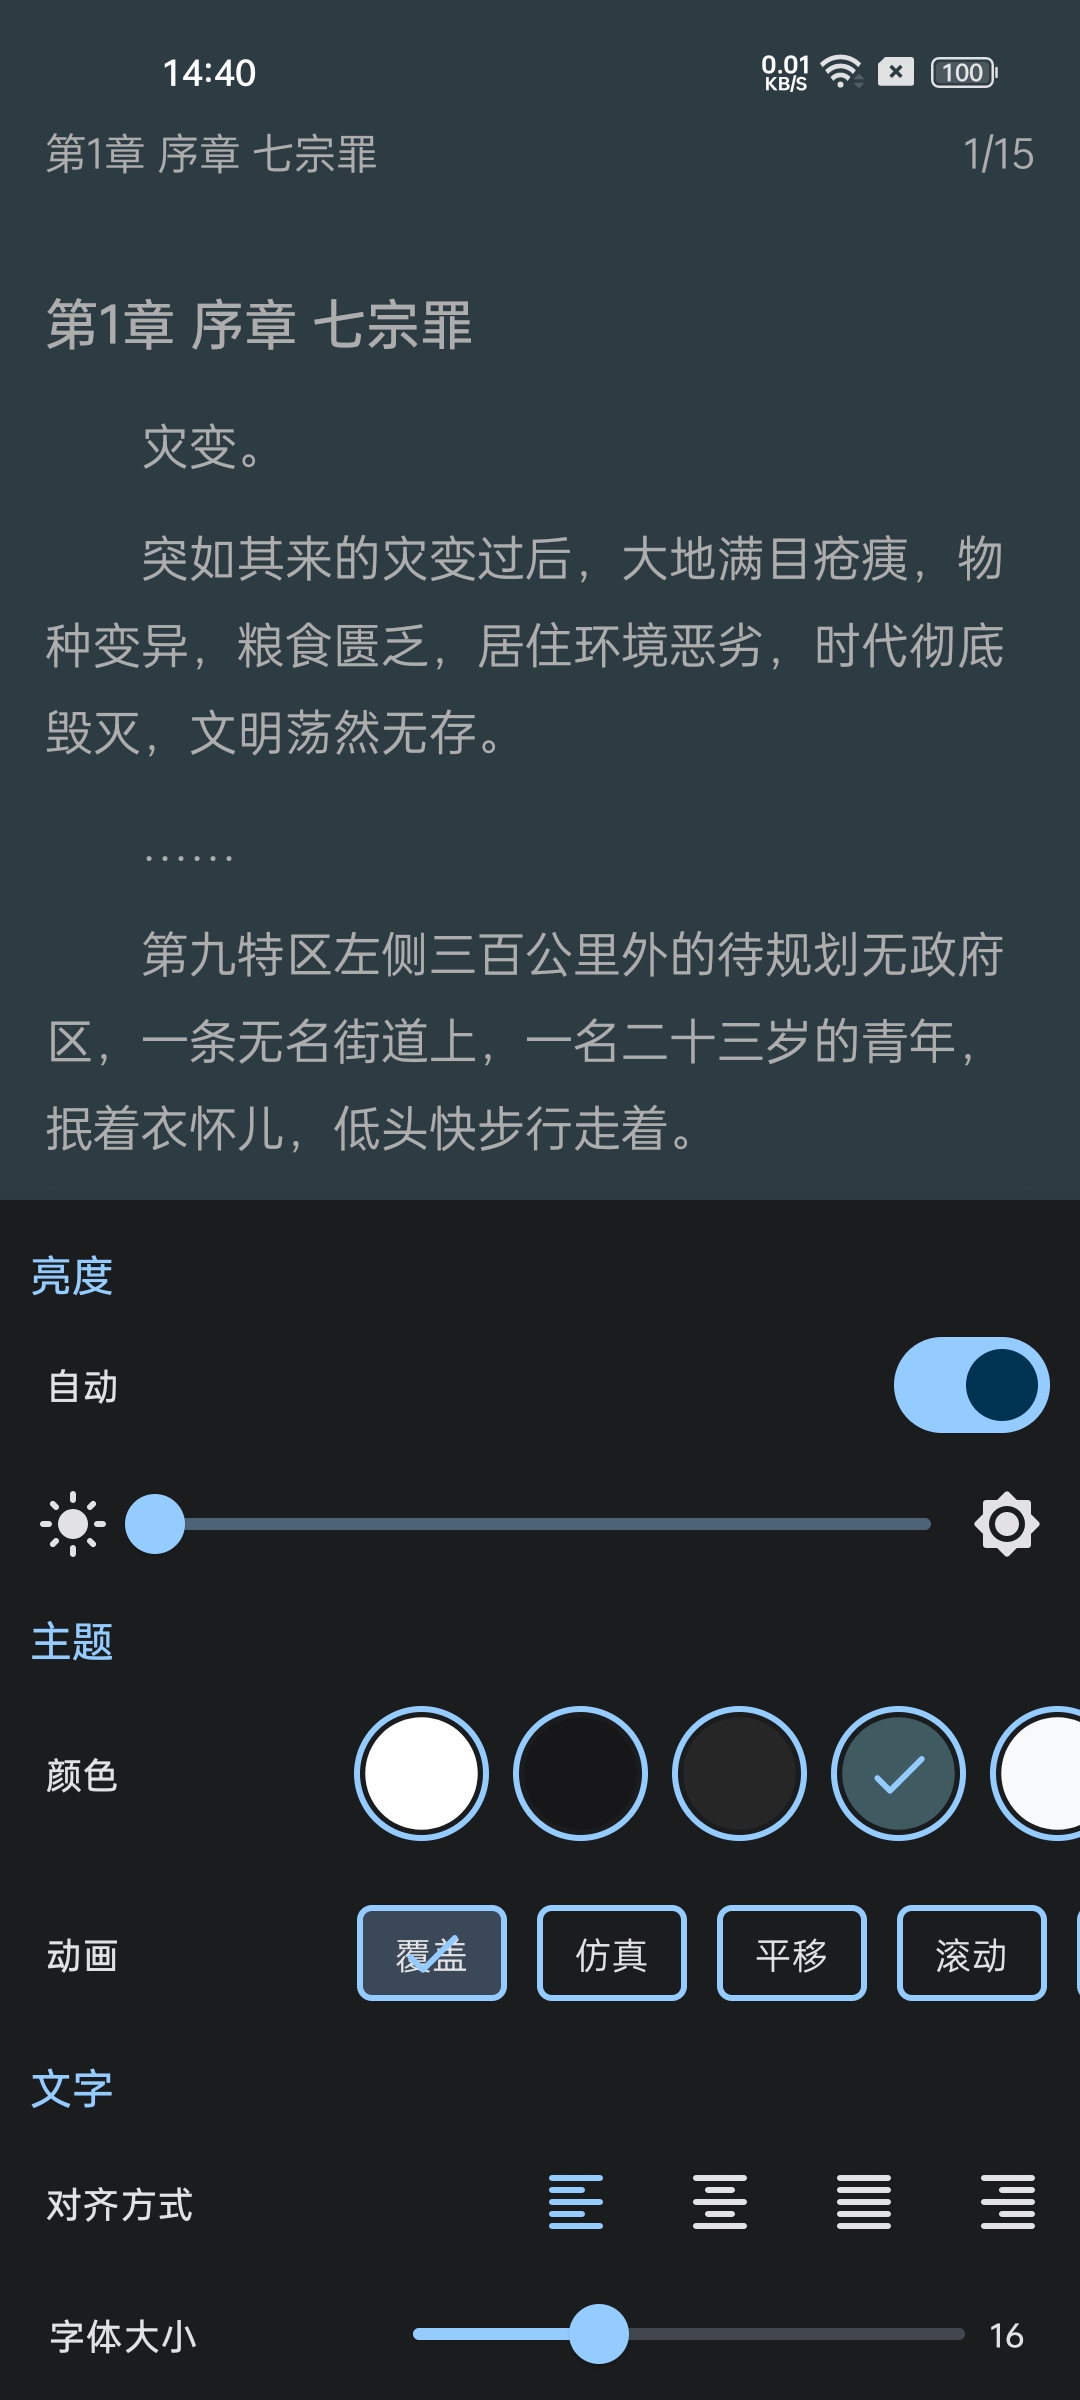 14:40
0.01 KB/S
100
第1章 序章 七宗罪
1/15
第1章 序章 七宗罪
灾变。
突如其来的灾变过后，大地满目疮痍，物
种变异，粮食匮乏，居住环境恶劣，时代彻底
毁灭，文明荡然无存。
……
第九特区左侧三百公里外的待规划无政府
区，一条无名街道上，一名二十三岁的青年，
抿着衣怀儿，低头快步行走着。
亮度
自动
主题
颜色
动画
覆盖
仿真
平移
滚动
文字
对齐方式
字体大小
16